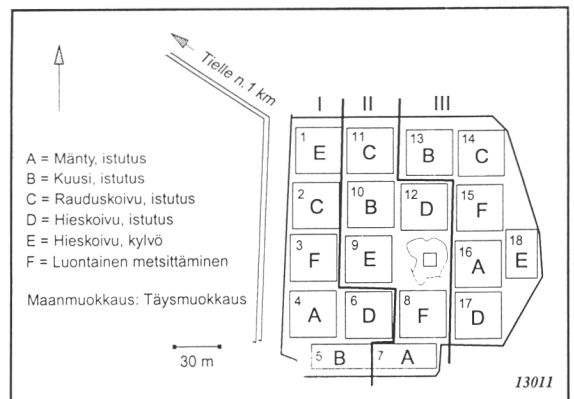 Tielle n. 1 km
I II III
A = Mänty, istutus
B = Kuusi, istutus
C = Rauduskoivu, istutus
D = Hieskoivu, istutus
E = Hieskoivu, kylvö
F = Luontainen metsittäminen
Maanmuokkaus: Täysmuokkaus
30 m
1 E
11 C
13 B
14 C
2 C
10 B
12 D
15 F
3 F
9 E
16 A
18 E
4 A
6 D
8 F
17 D
5 B
7 A
13011